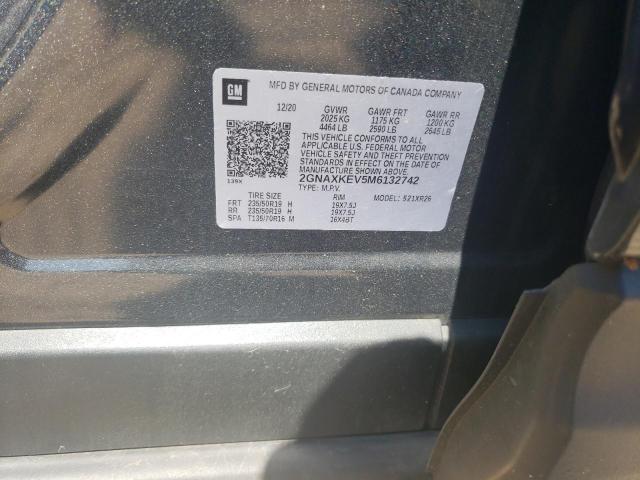 GM
MFD BY GENERAL MOTORS OF CANADA COMPANY
12/20 GVWR GAWR FRT GAWR RR
2025 KG 1175 KG 1200 KG
4464 LB 2590 LB 2645 LB
THIS VEHICLE CONFORMS TO ALL
APPLICABLE U.S. FEDERAL MOTOR
VEHICLE SAFETY AND THEFT PREVENTION
STANDARDS IN EFFECT ON THE DATE OF
MANUFACTURE SHOWN ABOVE.
139X 2GNAXKEV5M6132742
TYPE: M.P.V.
TIRE SIZE RIM MODEL: 521XR26
FRT 235/50R19 H 19X7.5J
RR 235/50R19 H 19X7.5J
SPA T135/70R16 M 16X4BT